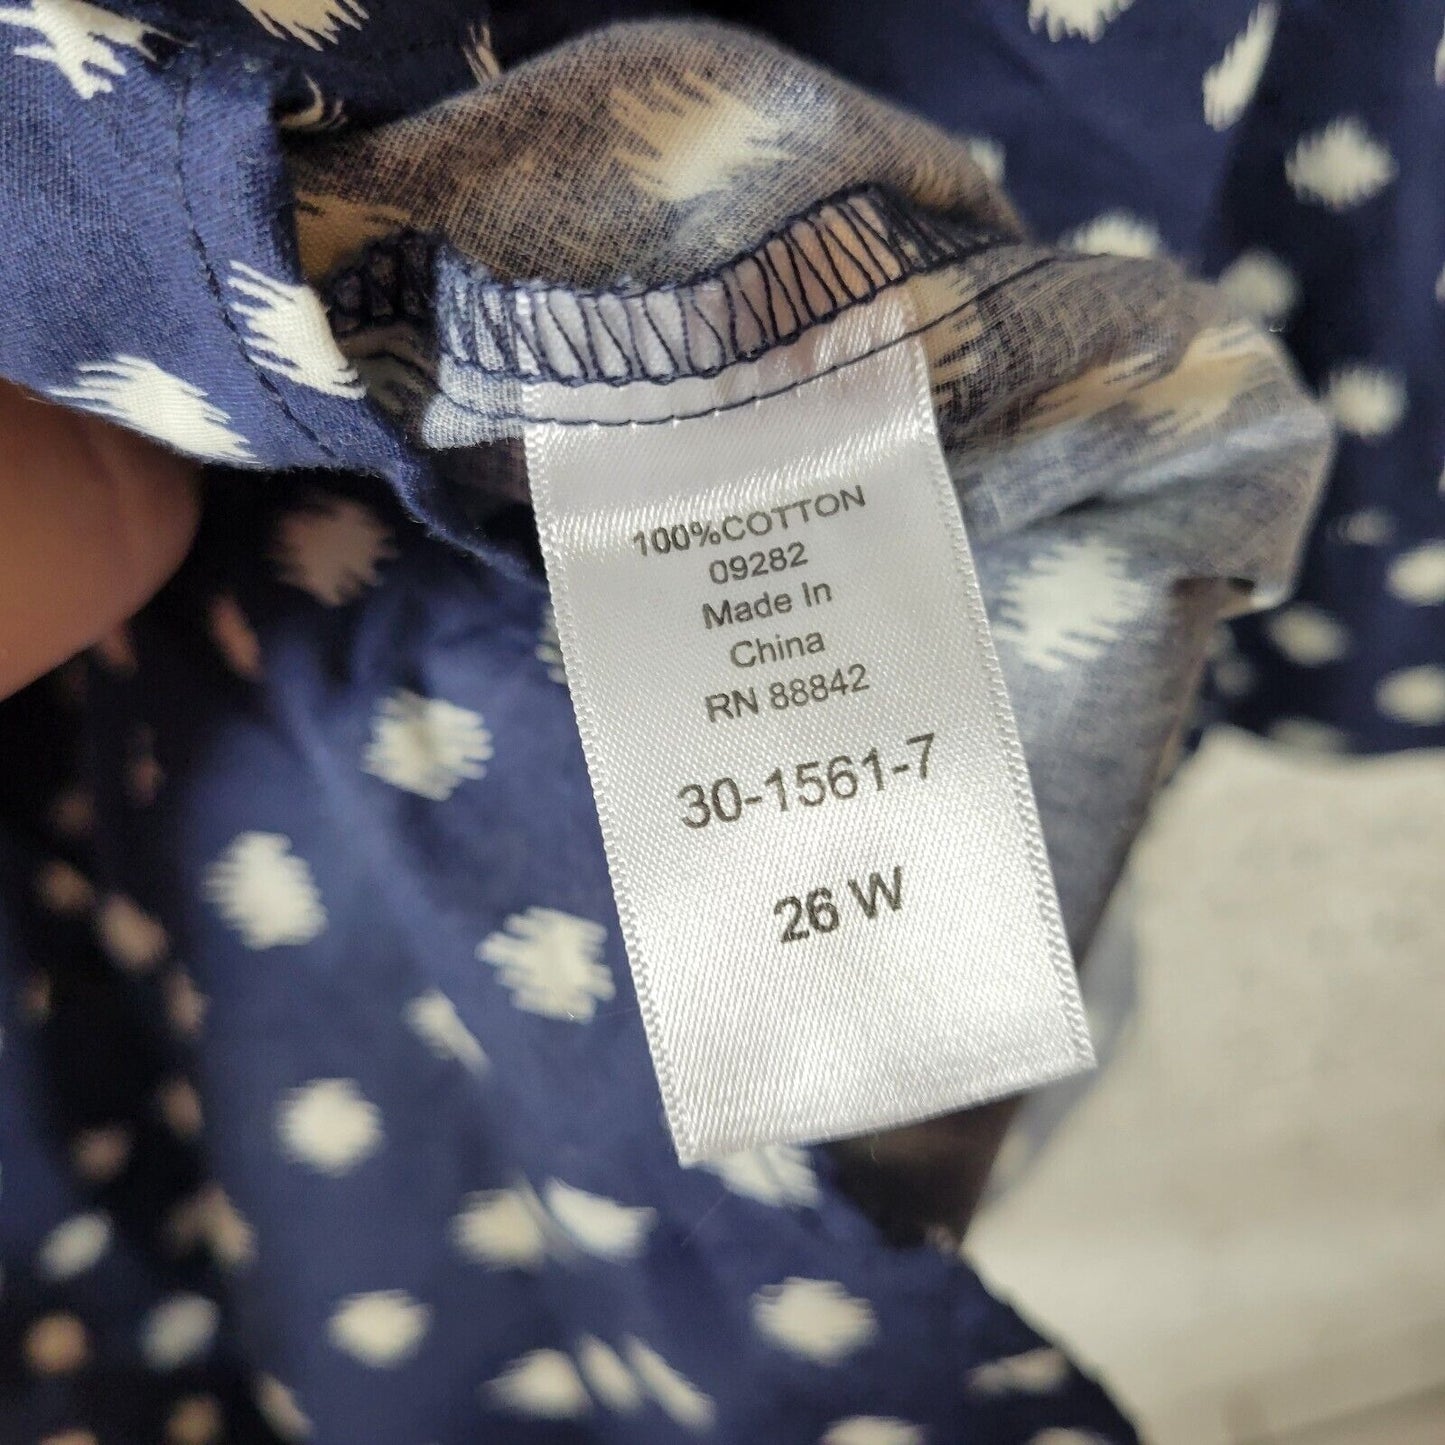 100%COTTON
09282
Made In
China
RN 88842
30-1561-7
26 W